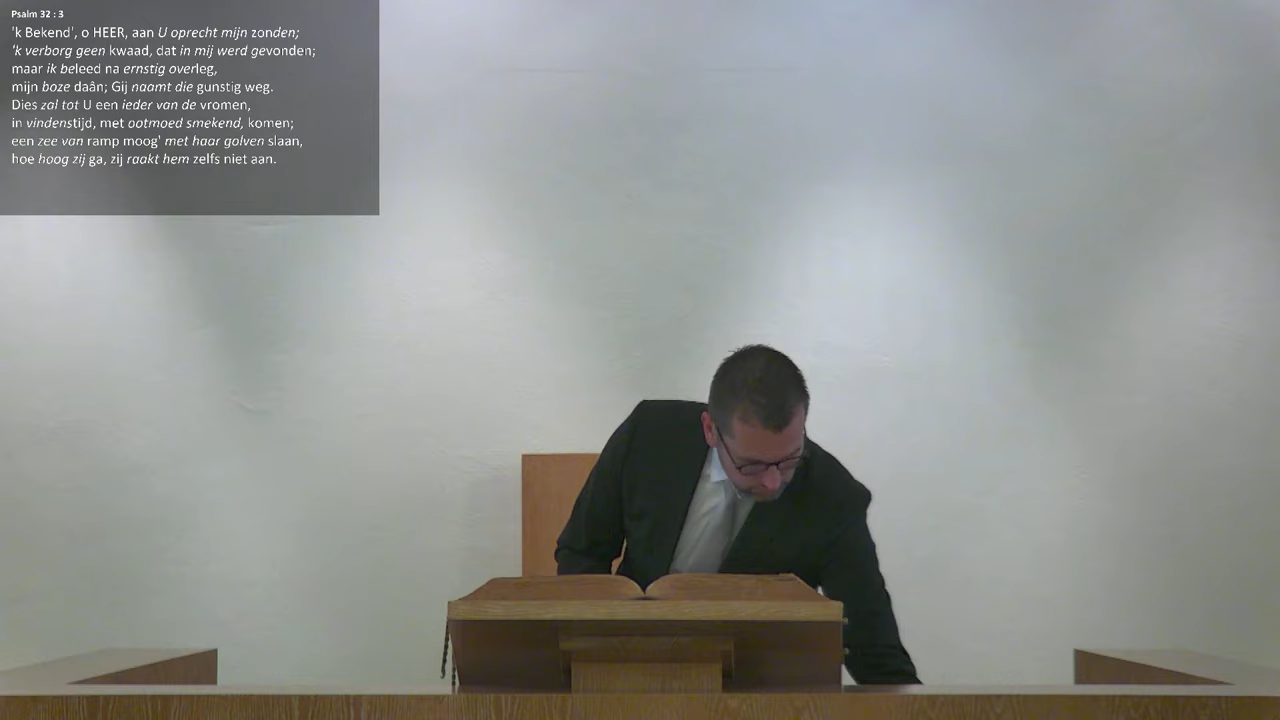 Psalm 32 : 3
'k Bekend', o HEER, aan U oprecht mijn zonden;
'k verborg geen kwaad, dat in mij werd gevonden;
maar ik beleed na ernstig overleg,
mijn boze daân; Gij naamt die gunstig weg.
Dies zal tot U een ieder van de vromen,
in vindenstijd, met ootmoed smekend, komen;
een zee van ramp moog' met haar golven slaan,
hoe hoog zij ga, zij raakt hem zelfs niet aan.